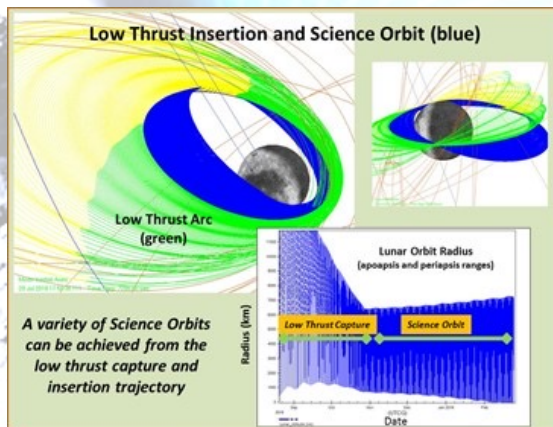 Low Thrust Insertion and Science Orbit (blue)
Low Thrust Arc
(green)
Lunar Orbit Radius
(apoapsis and periapsis ranges)
Low Thrust Capture
Science Orbit
Radius (km)
Date
A variety of Science Orbits
can be achieved from the
low thrust capture and
insertion trajectory